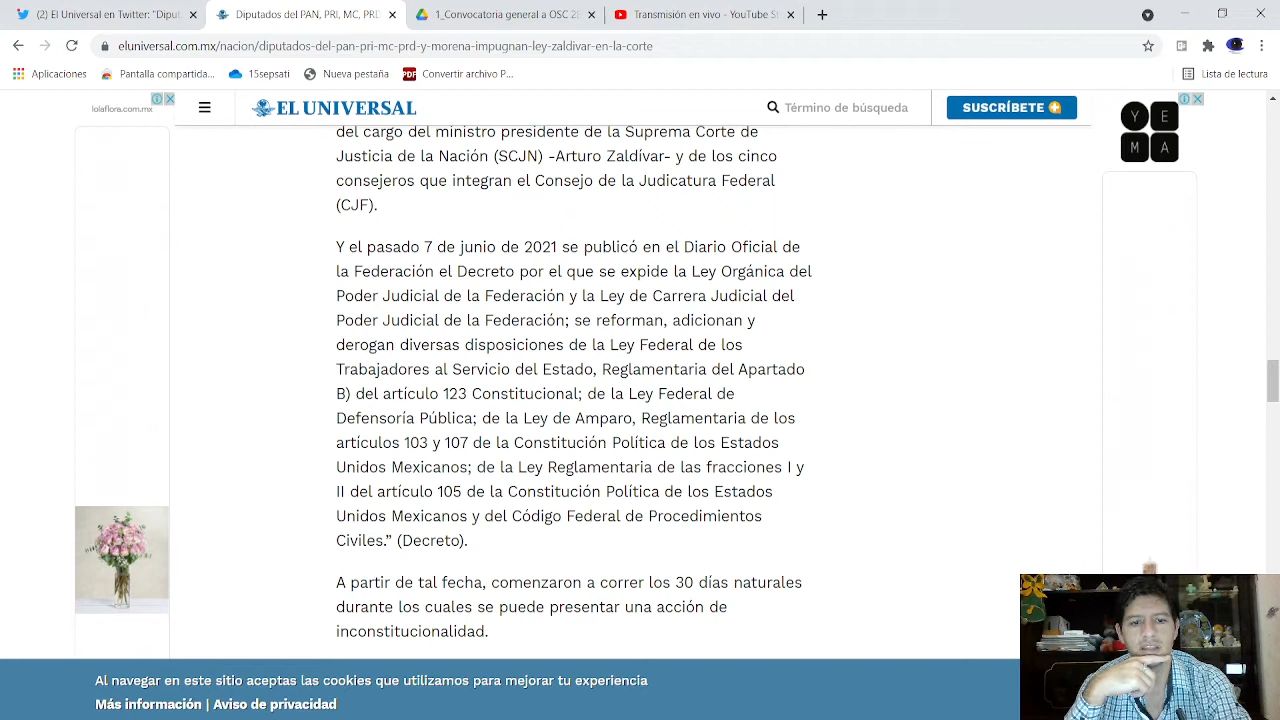 (2) El Universal
Diputados del PAN, PRI, MC, PRD
1_Convocatoria general OSC 2
Transmisión en vivo - YouTube S
eluniversal.com.mx/nacion/diputados-del-pan-pri-mc-prd-y-morena-impugnan-ley-zaldivar-en-la-corte
Aplicaciones
Pantalla compartida...
15sepsati
Nueva pestaña
PDF
Convertir archivo P...
Lista de lectura
lolaflora.com.mx
EL UNIVERSAL
Término de búsqueda
SUSCRÍBETE
Y E
M A
del cargo del ministro presidente de la Suprema Corte de
Justicia de la Nación (SCJN) -Arturo Zaldívar- y de los cinco
consejeros que integran el Consejo de la Judicatura Federal
(CJF).
Y el pasado 7 de junio de 2021 se publicó en el Diario Oficial de
la Federación el Decreto por el que se expide la Ley Orgánica del
Poder Judicial de la Federación y la Ley de Carrera Judicial del
Poder Judicial de la Federación; se reforman, adicionan y
derogan diversas disposiciones de la Ley Federal de los
Trabajadores al Servicio del Estado, Reglamentaria del Apartado
B) del artículo 123 Constitucional; de la Ley Federal de
Defensoría Pública; de la Ley de Amparo, Reglamentaria de los
artículos 103 y 107 de la Constitución Política de los Estados
Unidos Mexicanos; de la Ley Reglamentaria de las fracciones I y
II del artículo 105 de la Constitución Política de los Estados
Unidos Mexicanos y del Código Federal de Procedimientos
Civiles.” (Decreto).
A partir de tal fecha, comenzaron a correr los 30 días naturales
durante los cuales se puede presentar una acción de
inconstitucionalidad.
Al navegar en este sitio aceptas las cookies que utilizamos para mejorar tu experiencia
Más información | Aviso de privacidad